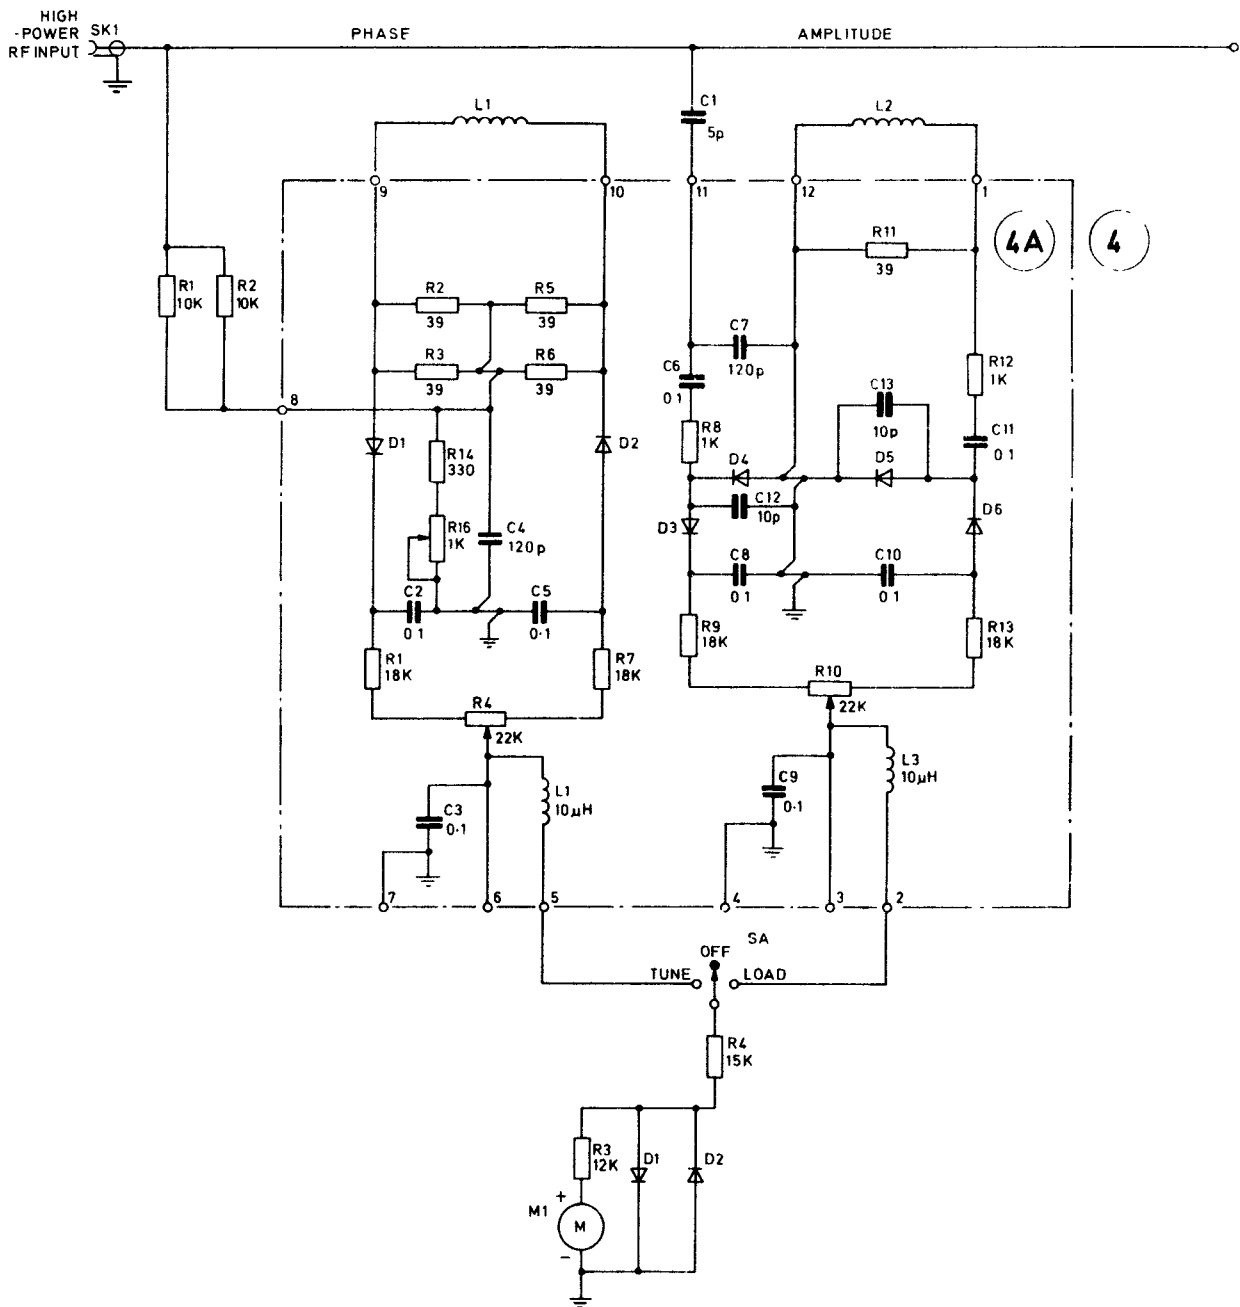 HIGH
-POWER SK1
RF INPUT
PHASE
AMPLITUDE
L1
C1
5p
L2
9
10
11
12
1
R11
39
4A
4
R1
10K
R2
10K
R2
39
R5
39
R3
39
R6
39
C7
120p
C6
0.1
R12
1K
C13
10p
8
D1
R14
330
D2
R8
1K
D4
D5
C11
0.1
R16
1K
C4
120p
D3
C12
10p
D6
C2
0.1
C5
0.1
C8
0.1
C10
0.1
R1
18K
R7
18K
R9
18K
R13
18K
R4
22K
R10
22K
C3
0.1
L1
10µH
C9
0.1
L3
10µH
7
6
5
4
3
2
SA
OFF
TUNE
LOAD
R4
15K
R3
12K
D1
D2
+
M1
M
-